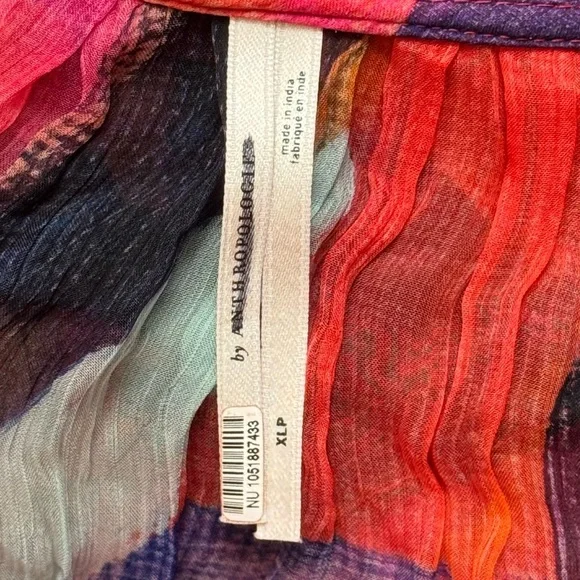 by ANTHROPOLOGIE
made in india
fabriqué en inde
XLP
NU 1051887433